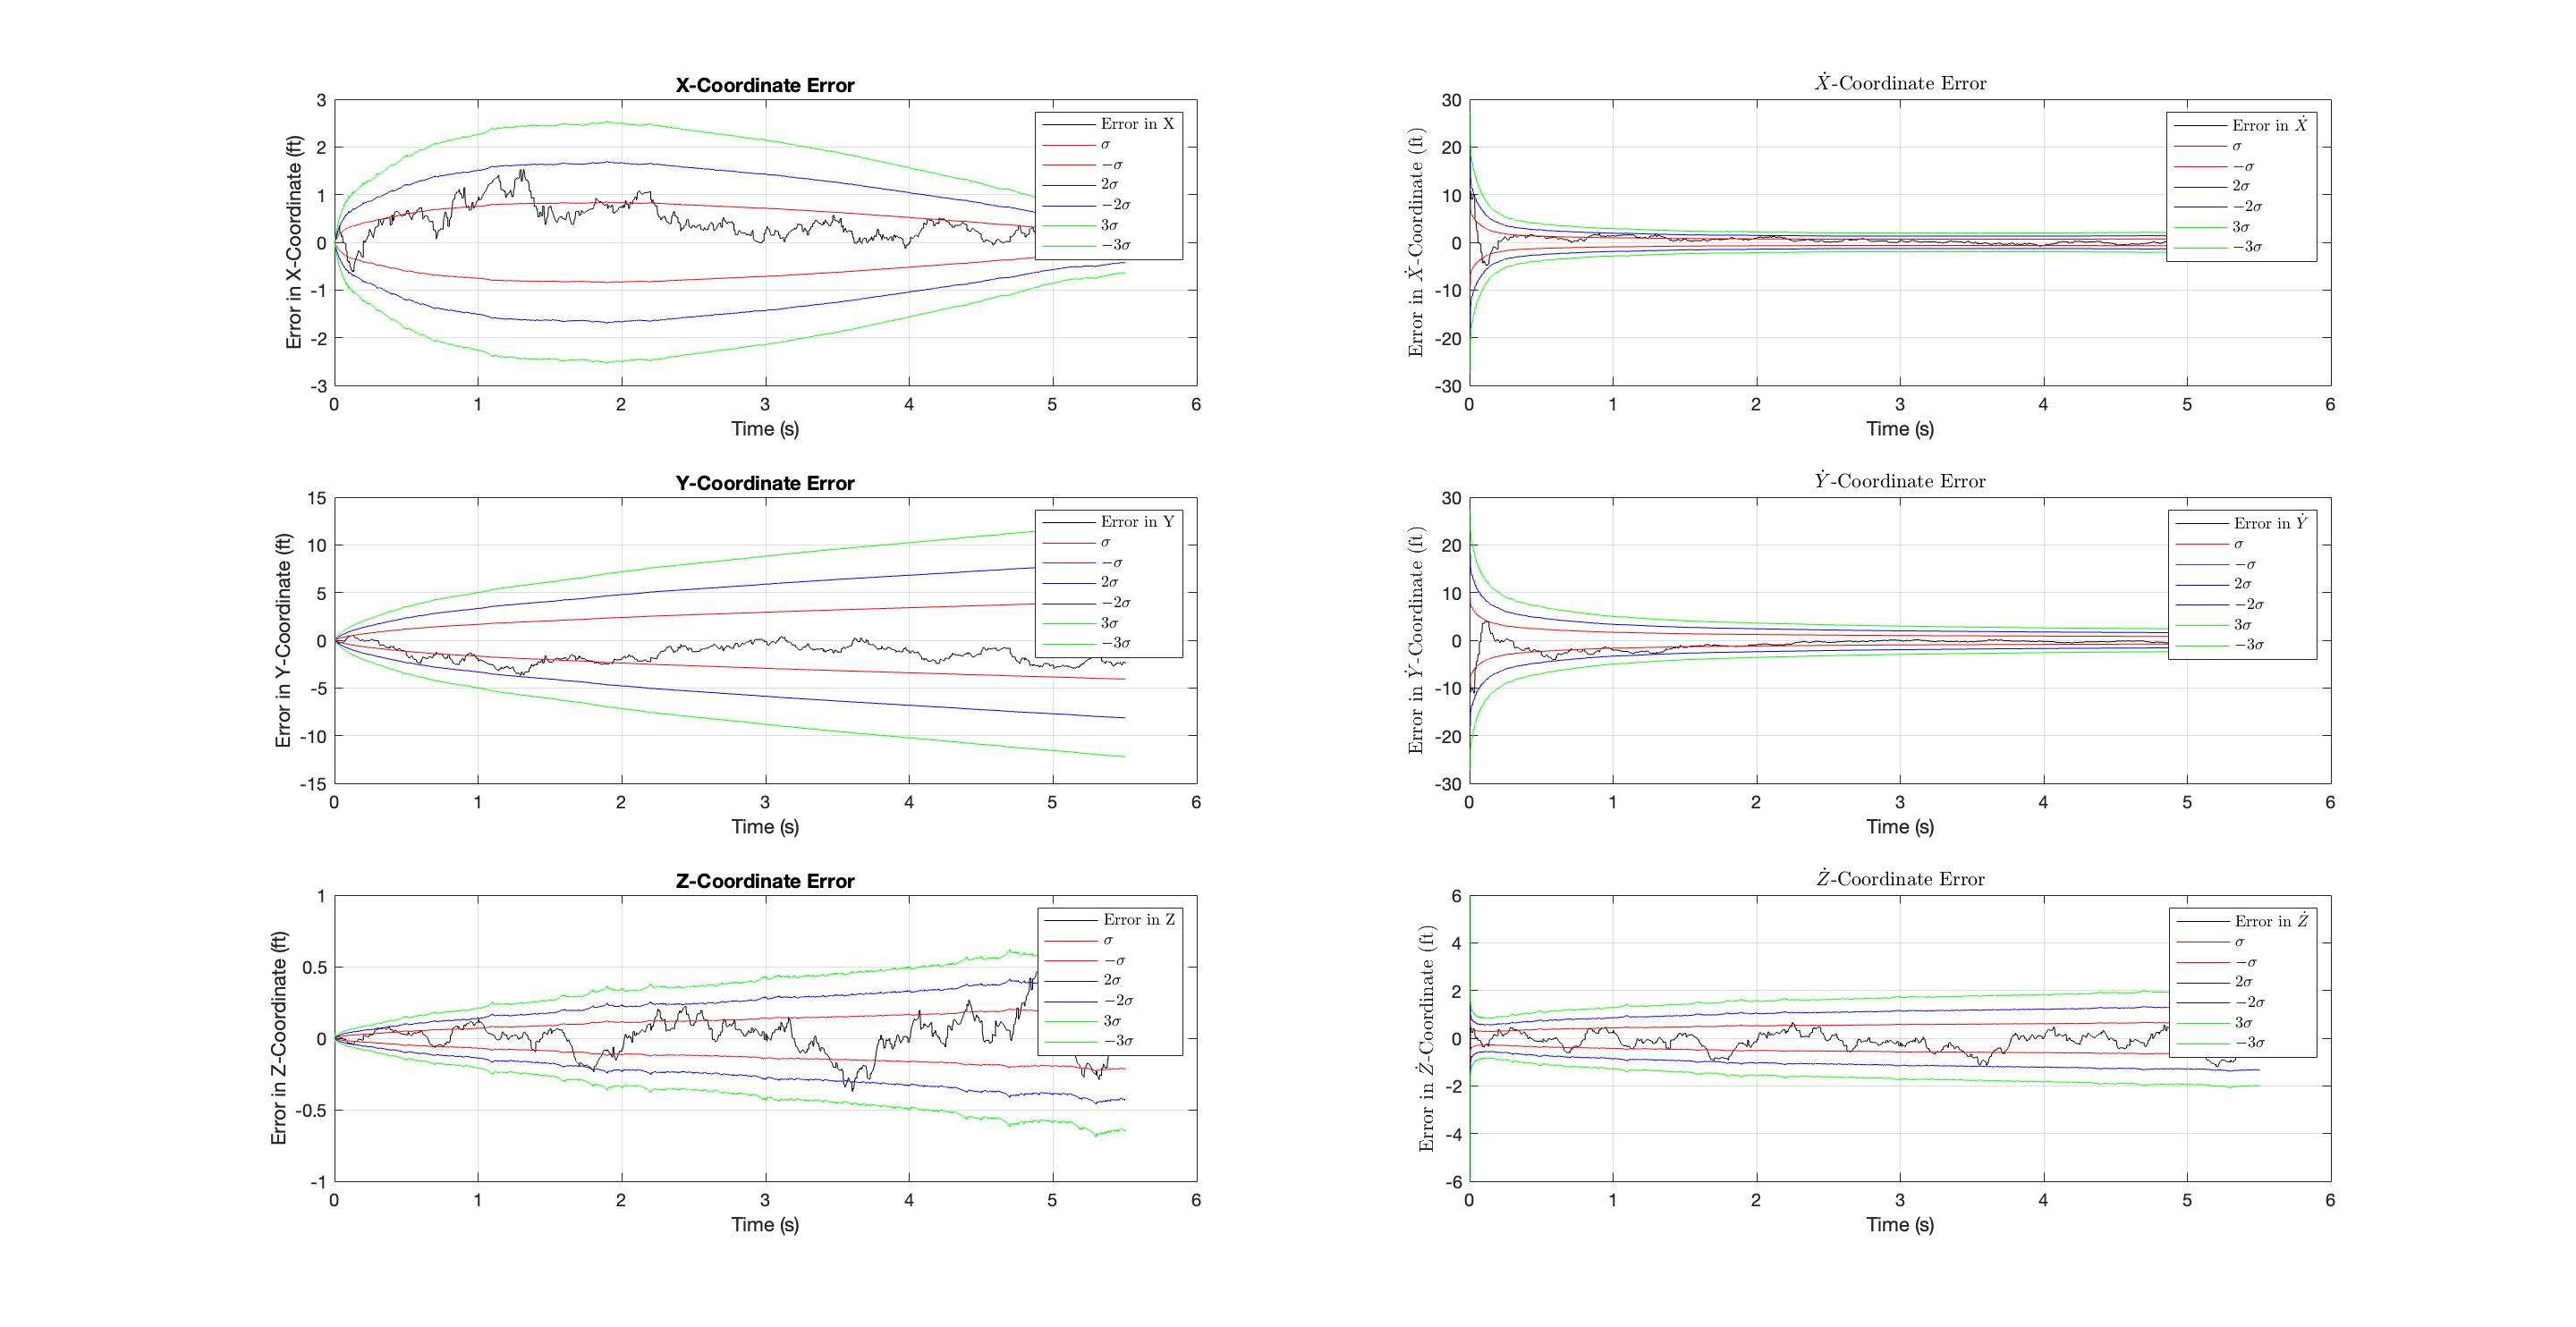 X-Coordinate Error
Error in X-Coordinate (ft)
3
2
1
0
-1
-2
-3
0 1 2 3 4 5 6
Time (s)
Error in X
σ
−σ
2σ
−2σ
3σ
−3σ
Ẋ-Coordinate Error
Error in Ẋ-Coordinate (ft)
30
20
10
0
-10
-20
-30
0 1 2 3 4 5 6
Time (s)
Error in Ẋ
σ
−σ
2σ
−2σ
3σ
−3σ
Y-Coordinate Error
Error in Y-Coordinate (ft)
15
10
5
0
-5
-10
-15
0 1 2 3 4 5 6
Time (s)
Error in Y
σ
−σ
2σ
−2σ
3σ
−3σ
Ẏ-Coordinate Error
Error in Ẏ-Coordinate (ft)
30
20
10
0
-10
-20
-30
0 1 2 3 4 5 6
Time (s)
Error in Ẏ
σ
−σ
2σ
−2σ
3σ
−3σ
Z-Coordinate Error
Error in Z-Coordinate (ft)
1
0.5
0
-0.5
-1
0 1 2 3 4 5 6
Time (s)
Error in Z
σ
−σ
2σ
−2σ
3σ
−3σ
Ż-Coordinate Error
Error in Ż-Coordinate (ft)
6
4
2
0
-2
-4
-6
0 1 2 3 4 5 6
Time (s)
Error in Ż
σ
−σ
2σ
−2σ
3σ
−3σ